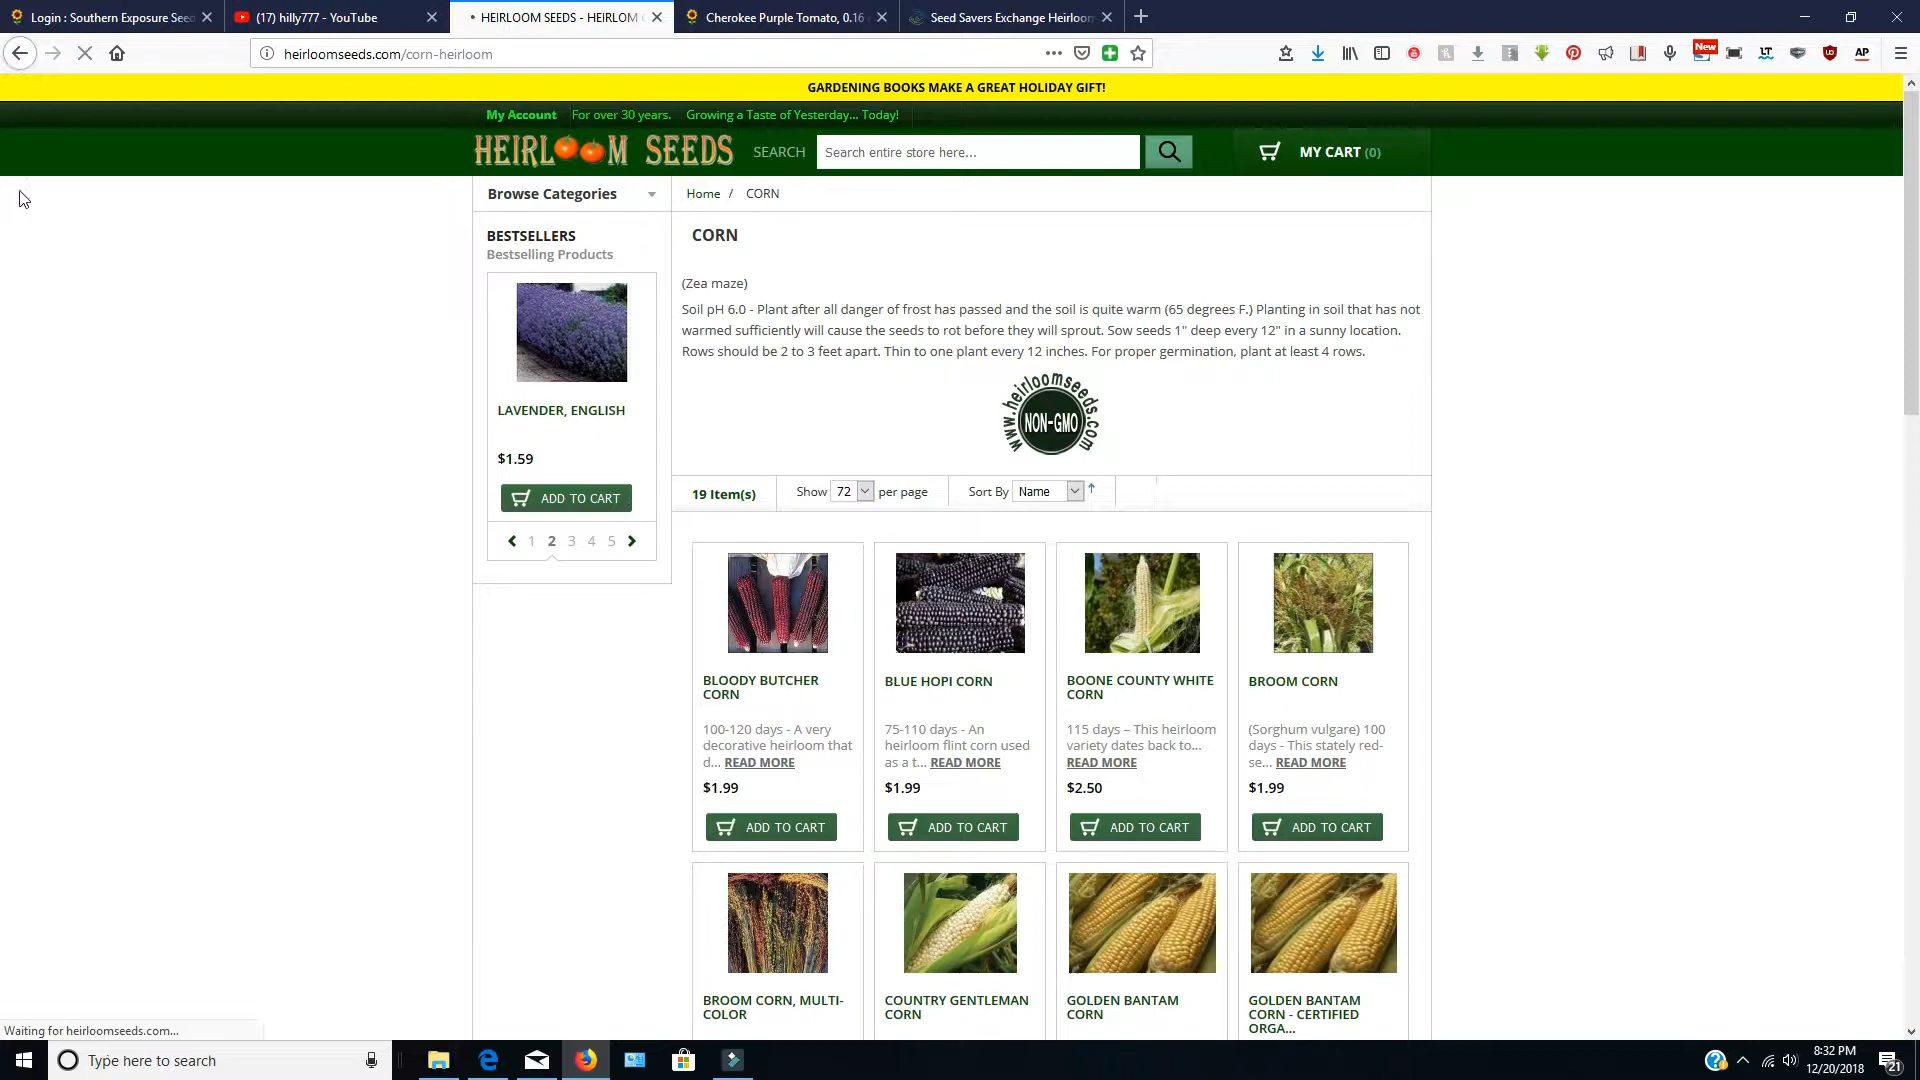 Login : Southern Exposure See
(17) hilly777 - YouTube
HEIRLOOM SEEDS - HEIRLOM
Cherokee Purple Tomato, 0.16
Seed Savers Exchange Heirloom
heirloomseeds.com/corn-heirloom
New
GARDENING BOOKS MAKE A GREAT HOLIDAY GIFT!
My Account For over 30 years. Growing a Taste of Yesterday... Today!
HEIRLOOM SEEDS SEARCH Search entire store here... MY CART (0)
Browse Categories
Home / CORN
BESTSELLERS
Bestselling Products
LAVENDER, ENGLISH
$1.59
ADD TO CART
1 2 3 4 5
CORN
(Zea maze)
Soil pH 6.0 - Plant after all danger of frost has passed and the soil is quite warm (65 degrees F.) Planting in soil that has not
warmed sufficiently will cause the seeds to rot before they will sprout. Sow seeds 1" deep every 12" in a sunny location.
Rows should be 2 to 3 feet apart. Thin to one plant every 12 inches. For proper germination, plant at least 4 rows.
www.heirloomseeds.com
NON-GMO
19 Item(s) Show 72 per page Sort By Name
BLOODY BUTCHER
CORN
100-120 days - A very
decorative heirloom that
d... READ MORE
$1.99
ADD TO CART
BLUE HOPI CORN
75-110 days - An
heirloom flint corn used
as a t... READ MORE
$1.99
ADD TO CART
BOONE COUNTY WHITE
CORN
115 days – This heirloom
variety dates back to...
READ MORE
$2.50
ADD TO CART
BROOM CORN
(Sorghum vulgare) 100
days - This stately red-
se... READ MORE
$1.99
ADD TO CART
BROOM CORN, MULTI-
COLOR
COUNTRY GENTLEMAN
CORN
GOLDEN BANTAM
CORN
GOLDEN BANTAM
CORN - CERTIFIED
ORGA...
Waiting for heirloomseeds.com...
Type here to search
8:32 PM
12/20/2018
21